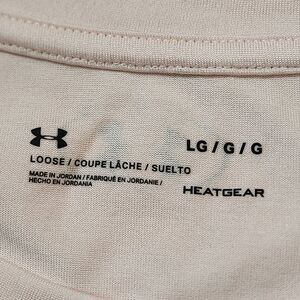 LG / G / G
LOOSE / COUPE LÂCHE / SUELTO
MADE IN JORDAN / FABRIQUÉ EN JORDANIE /
HECHO EN JORDANIA
HEATGEAR